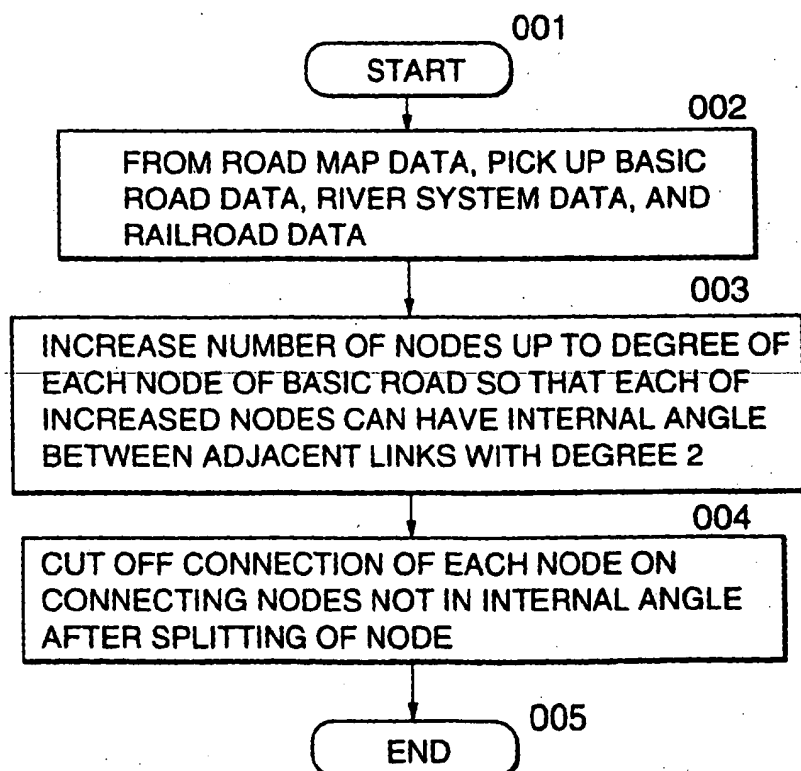 001
START
002
FROM ROAD MAP DATA, PICK UP BASIC
ROAD DATA, RIVER SYSTEM DATA, AND
RAILROAD DATA
003
INCREASE NUMBER OF NODES UP TO DEGREE OF
EACH NODE OF BASIC ROAD SO THAT EACH OF
INCREASED NODES CAN HAVE INTERNAL ANGLE
BETWEEN ADJACENT LINKS WITH DEGREE 2
004
CUT OFF CONNECTION OF EACH NODE ON
CONNECTING NODES NOT IN INTERNAL ANGLE
AFTER SPLITTING OF NODE
005
END